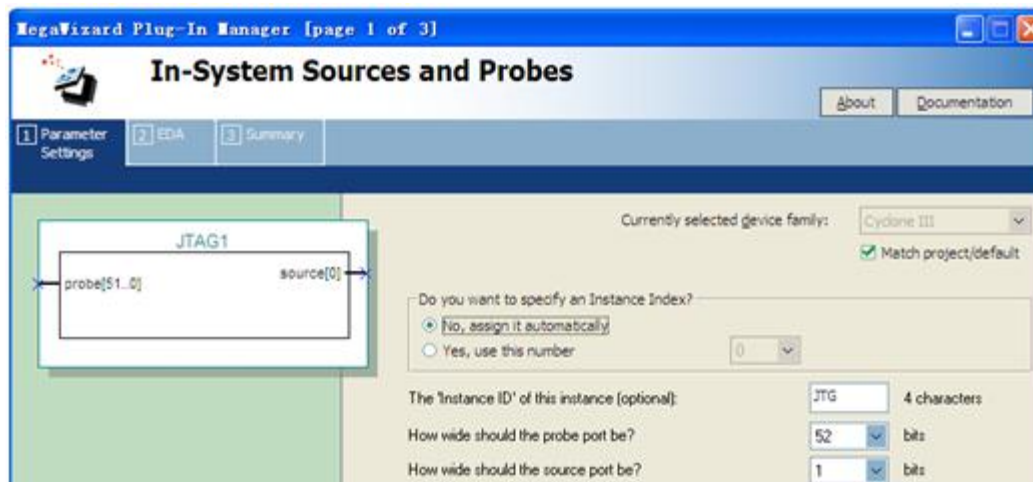 MegaWizard Plug-In Manager [page 1 of 3]
In-System Sources and Probes
About
Documentation
1 Parameter Settings
2 EDA
3 Summary
JTAG1
probe[51..0]
source[0]
Currently selected device family:
Cyclone III
Match project/default
Do you want to specify an Instance Index?
No, assign it automatically
Yes, use this number
0
The 'Instance ID' of this instance (optional):
JTG
4 characters
How wide should the probe port be?
52
bits
How wide should the source port be?
1
bits